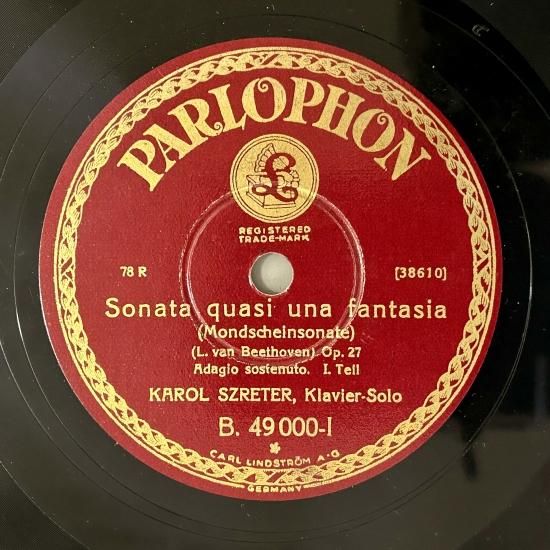 PARLOPHON
£
REGISTERED
TRADE-MARK
78 R [38610]
Sonata quasi una fantasia
(Mondscheinsonate)
(L. van Beethoven) Op. 27
Adagio sostenuto. I. Teil
KAROL SZRETER, Klavier-Solo
B. 49000-I
CARL LINDSTRÖM A-G
GERMANY